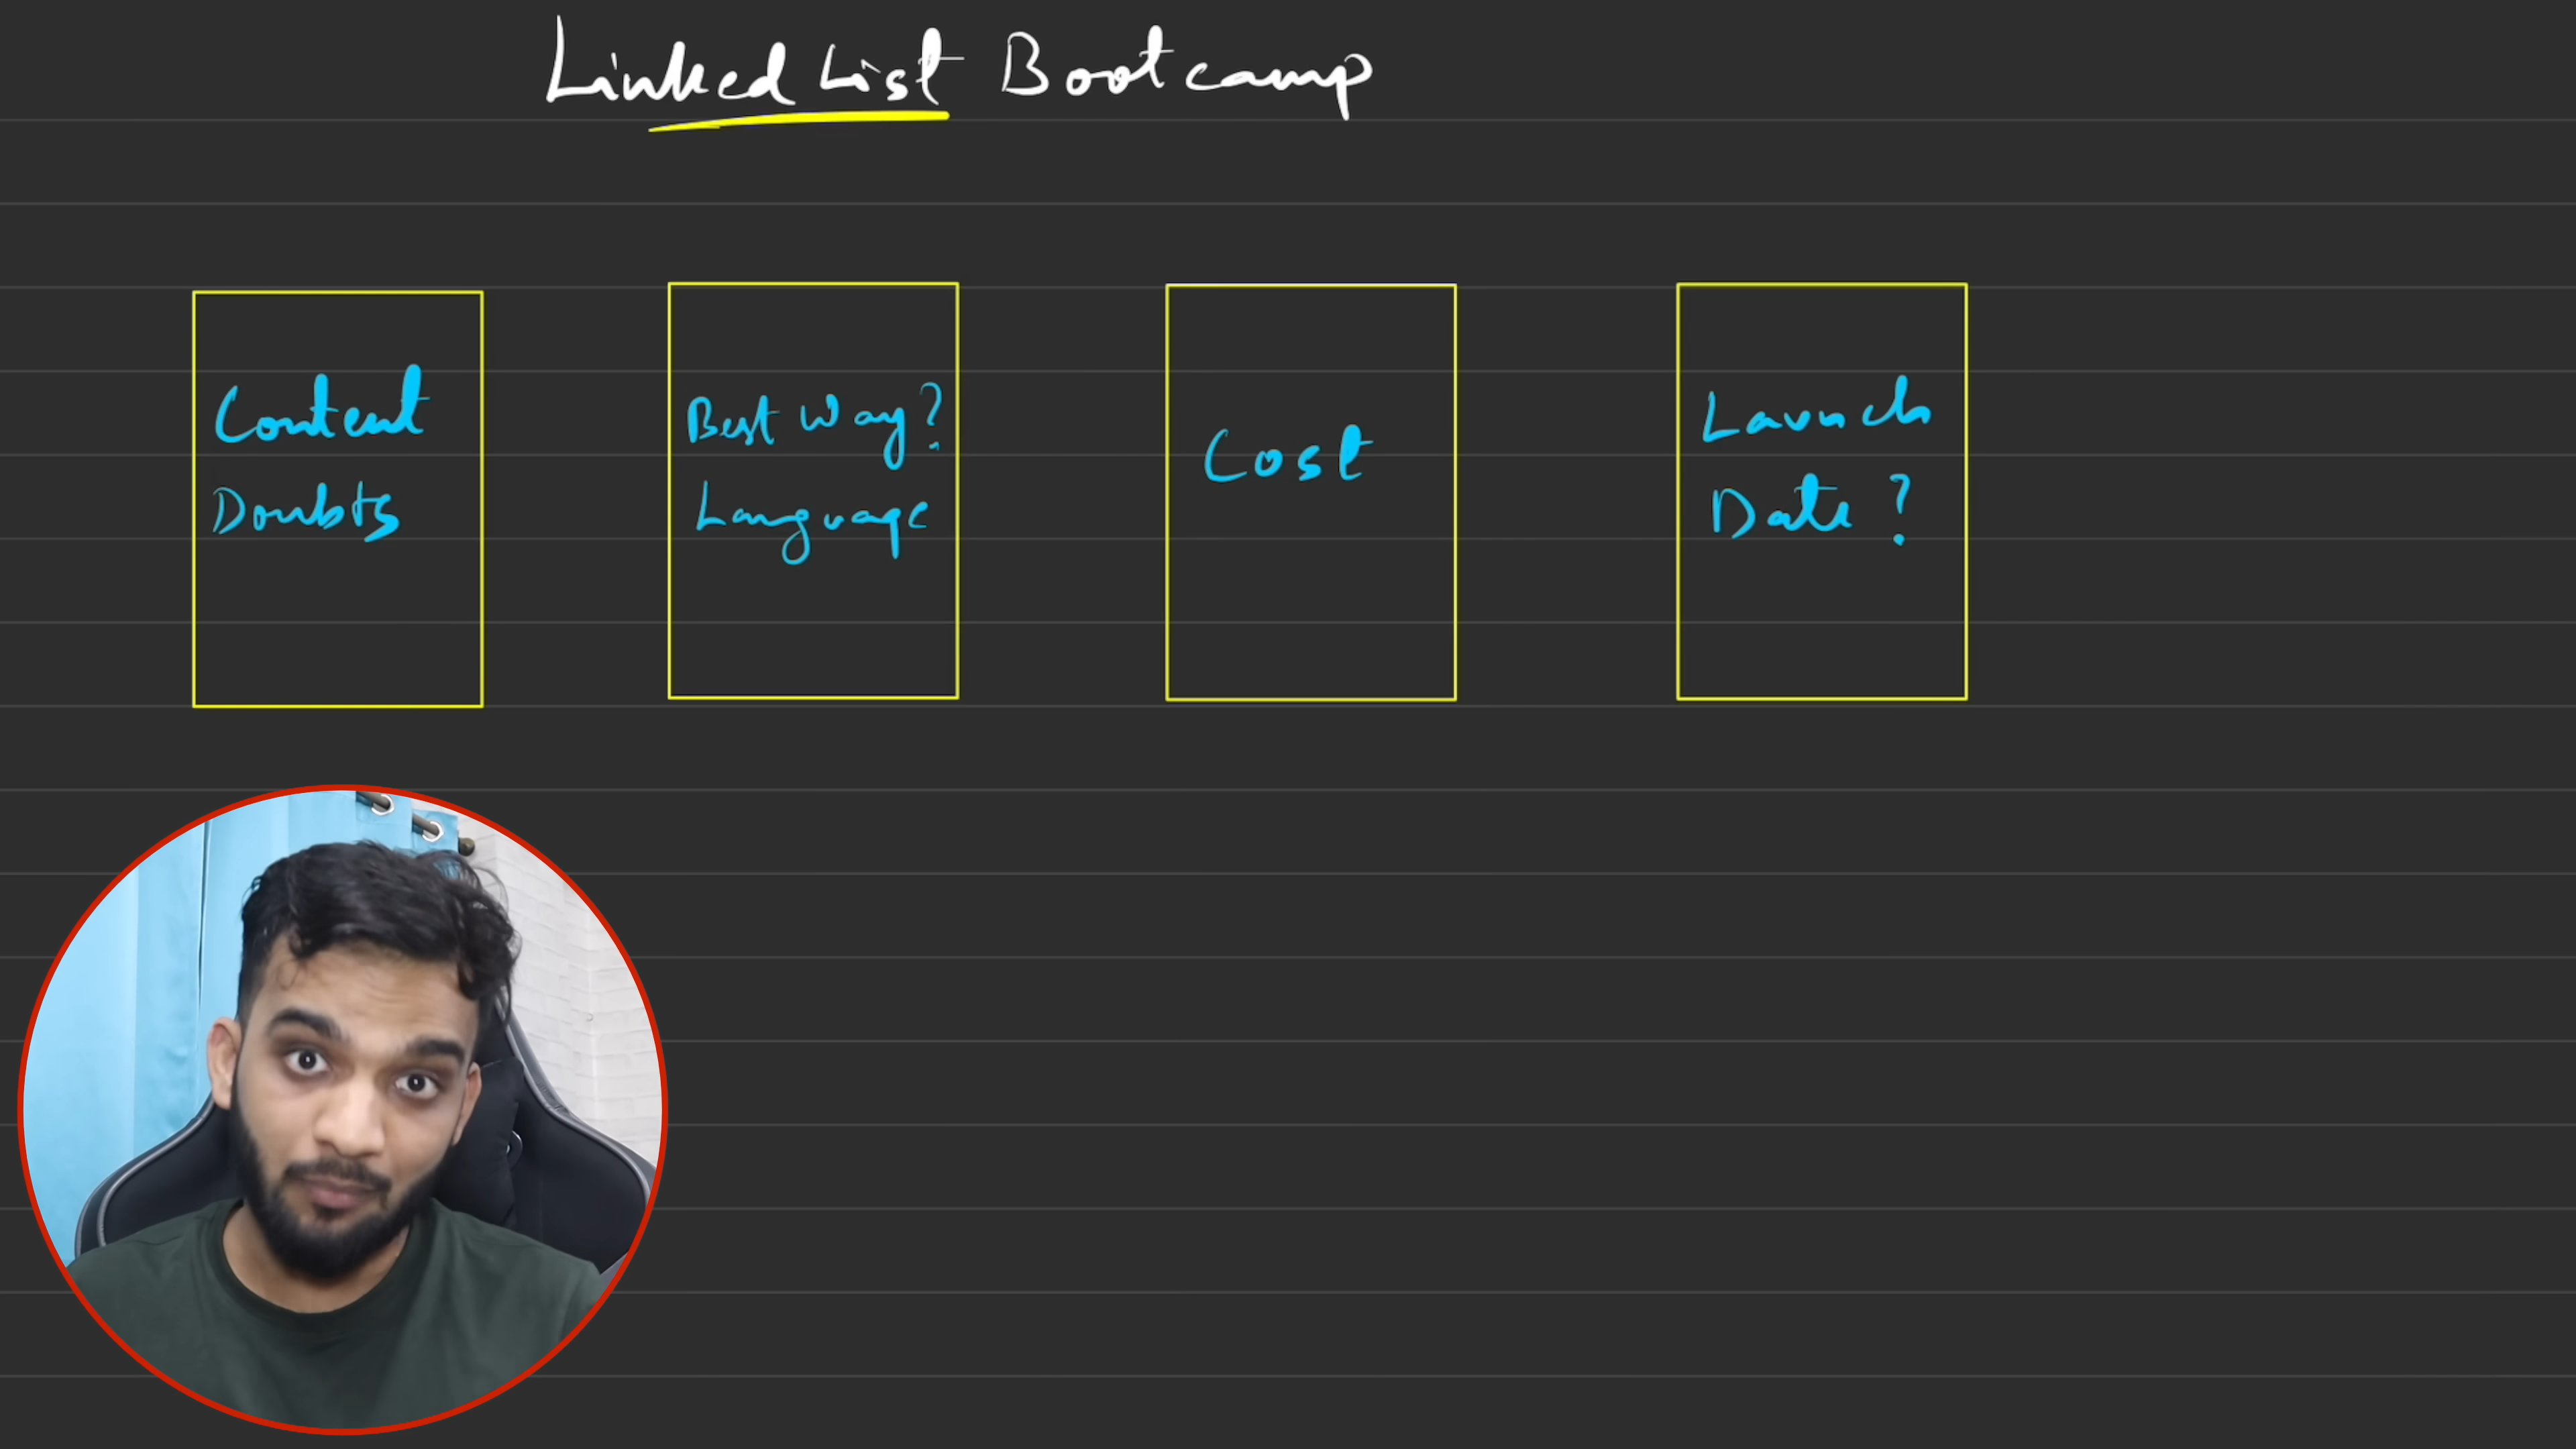 Linked List Bootcamp
Content
Doubts
Best Way?
Language
Cost
Launch
Date?